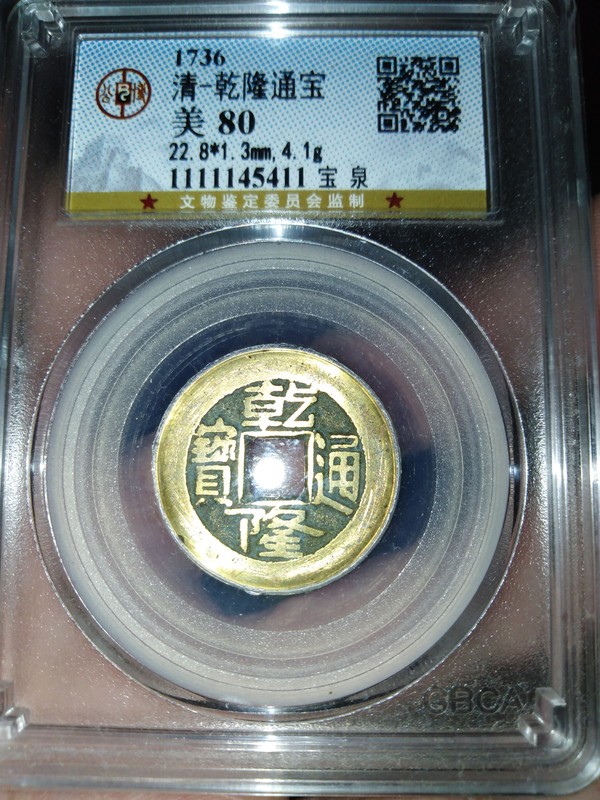 1736
清-乾隆通宝
美 80
22.8*1.3mm, 4.1g
1111145411 宝 泉
★ 文物鉴定委员会监制 ★
乾
隆
通
寶
GBCA